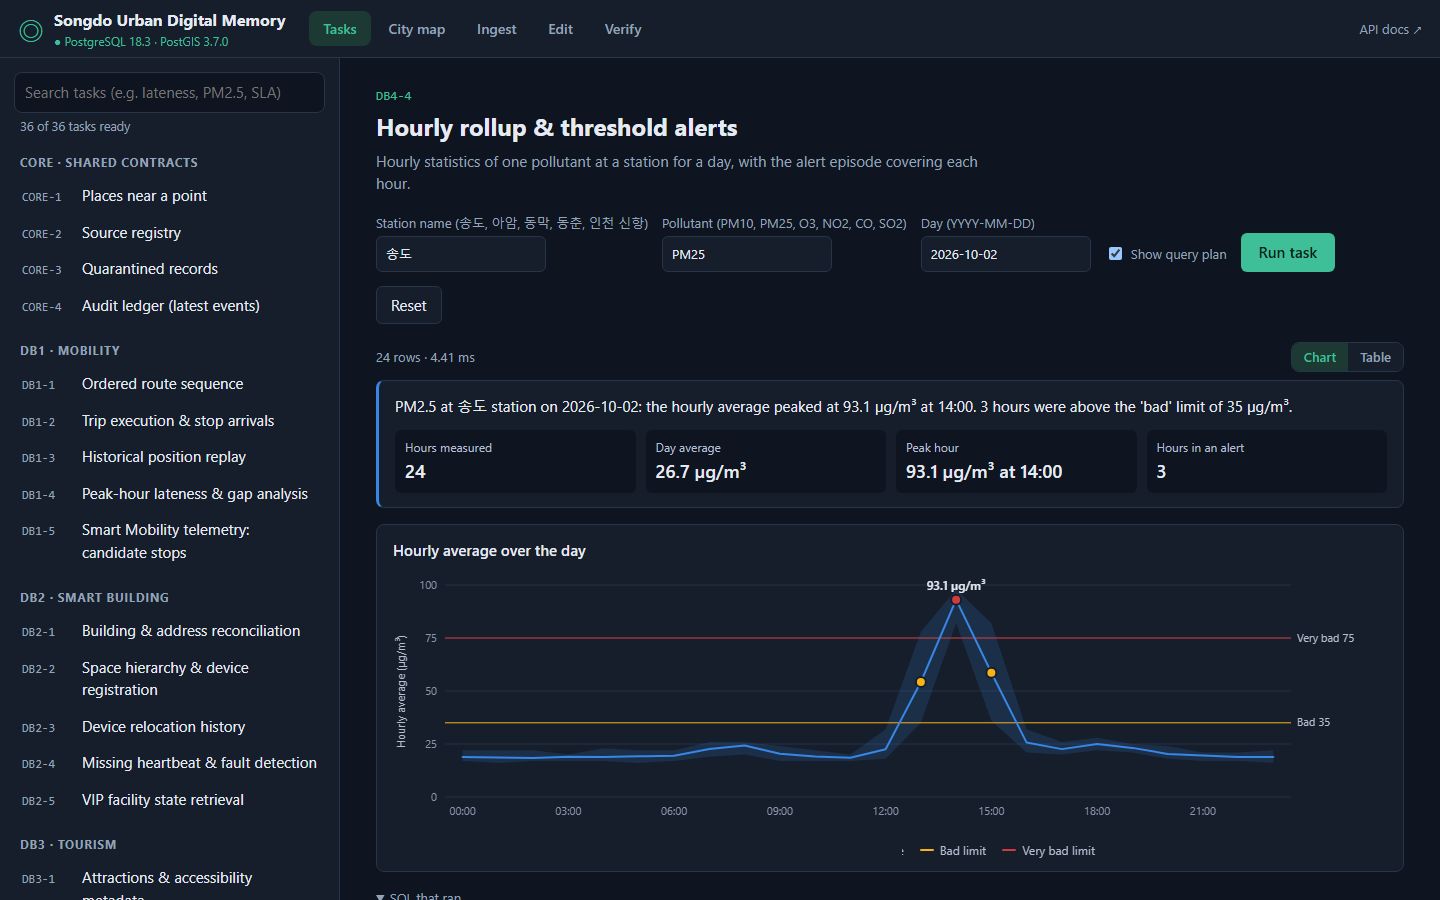 Songdo Urban Digital Memory
● PostgreSQL 18.3 · PostGIS 3.7.0
Tasks
City map
Ingest
Edit
Verify
API docs ↗
Search tasks (e.g. lateness, PM2.5, SLA)
36 of 36 tasks ready
CORE · SHARED CONTRACTS
CORE-1 Places near a point
CORE-2 Source registry
CORE-3 Quarantined records
CORE-4 Audit ledger (latest events)
DB1 · MOBILITY
DB1-1 Ordered route sequence
DB1-2 Trip execution & stop arrivals
DB1-3 Historical position replay
DB1-4 Peak-hour lateness & gap analysis
DB1-5 Smart Mobility telemetry:
candidate stops
DB2 · SMART BUILDING
DB2-1 Building & address reconciliation
DB2-2 Space hierarchy & device
registration
DB2-3 Device relocation history
DB2-4 Missing heartbeat & fault detection
DB2-5 VIP facility state retrieval
DB3 · TOURISM
DB3-1 Attractions & accessibility
metadata
DB4-4
Hourly rollup & threshold alerts
Hourly statistics of one pollutant at a station for a day, with the alert episode covering each
hour.
Station name (송도, 아암, 동막, 동춘, 인천 신항)
송도
Pollutant (PM10, PM25, O3, NO2, CO, SO2)
PM25
Day (YYYY-MM-DD)
2026-10-02
Show query plan
Run task
Reset
24 rows · 4.41 ms
Chart
Table
PM2.5 at 송도 station on 2026-10-02: the hourly average peaked at 93.1 µg/m³ at 14:00. 3 hours were above the 'bad' limit of 35 µg/m³.
Hours measured
24
Day average
26.7 µg/m³
Peak hour
93.1 µg/m³ at 14:00
Hours in an alert
3
Hourly average over the day
Hourly average (µg/m³)
100
75
50
25
0
93.1 µg/m³
Very bad 75
Bad 35
00:00
03:00
06:00
09:00
12:00
15:00
18:00
21:00
Bad limit
Very bad limit
▼ SQL that ran